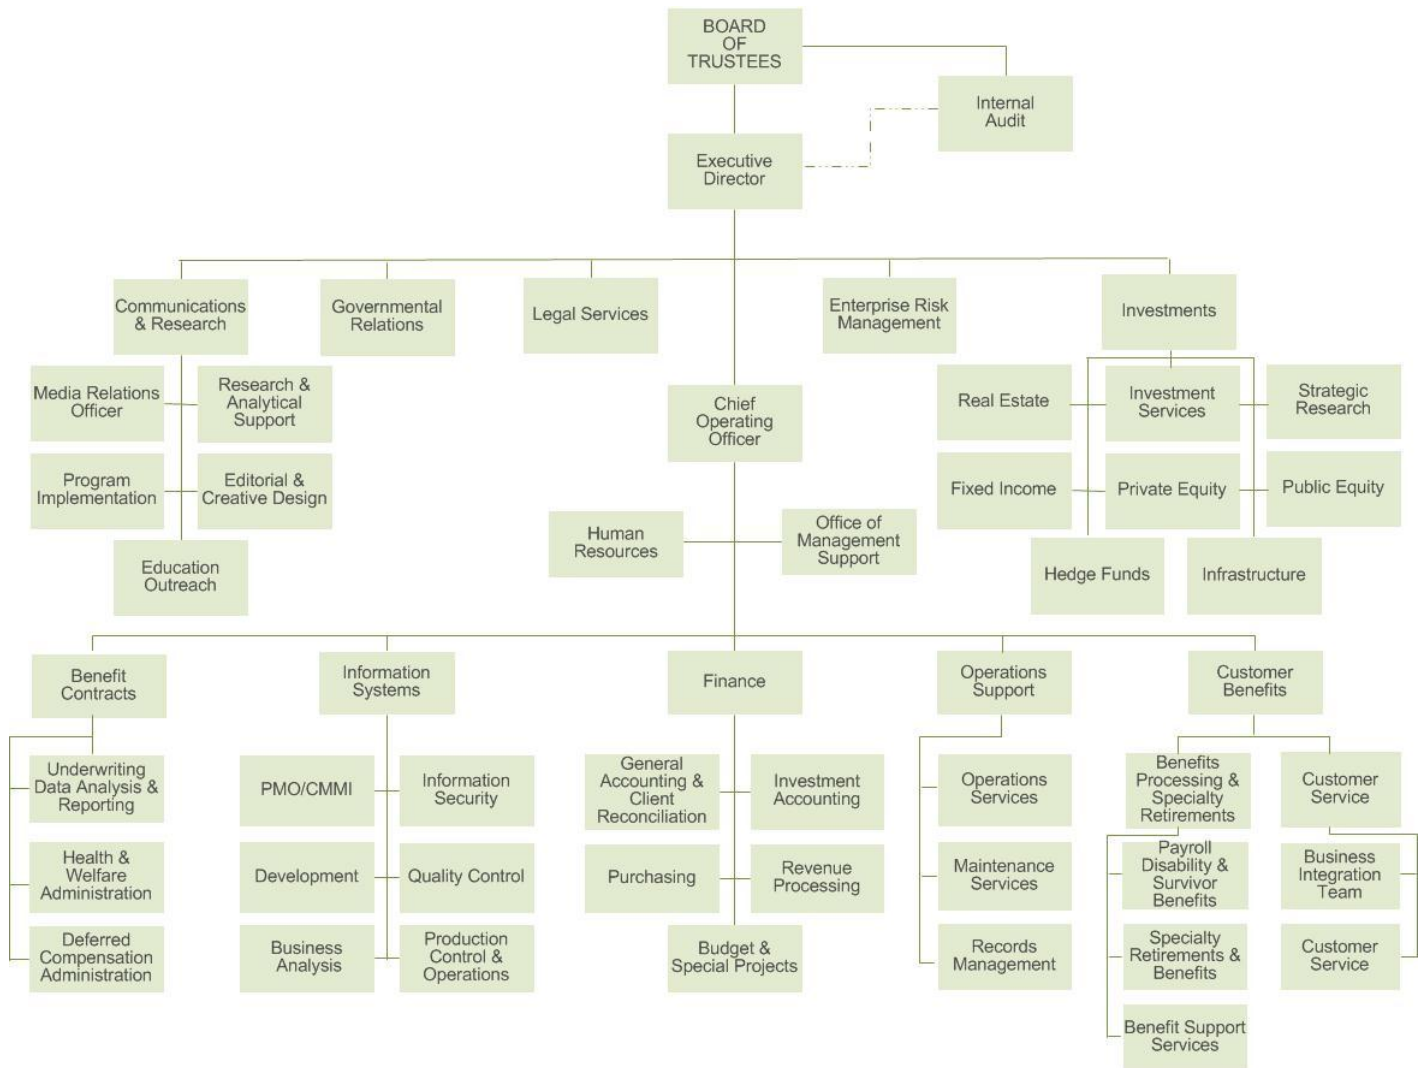 BOARD
OF
TRUSTEES
Internal
Audit
Executive
Director
Communications
& Research
Governmental
Relations
Legal Services
Enterprise Risk
Management
Investments
Media Relations
Officer
Research &
Analytical
Support
Chief
Operating
Officer
Real Estate
Investment
Services
Strategic
Research
Program
Implementation
Editorial &
Creative Design
Fixed Income
Private Equity
Public Equity
Human
Resources
Office of
Management
Support
Education
Outreach
Hedge Funds
Infrastructure
Benefit
Contracts
Information
Systems
Finance
Operations
Support
Customer
Benefits
Underwriting
Data Analysis &
Reporting
PMO/CMMI
Information
Security
General
Accounting &
Client
Reconciliation
Investment
Accounting
Operations
Services
Benefits
Processing &
Specialty
Retirements
Customer
Service
Health &
Welfare
Administration
Development
Quality Control
Purchasing
Revenue
Processing
Maintenance
Services
Payroll
Disability &
Survivor
Benefits
Business
Integration
Team
Deferred
Compensation
Administration
Business
Analysis
Production
Control &
Operations
Budget &
Special Projects
Records
Management
Specialty
Retirements &
Benefits
Customer
Service
Benefit Support
Services